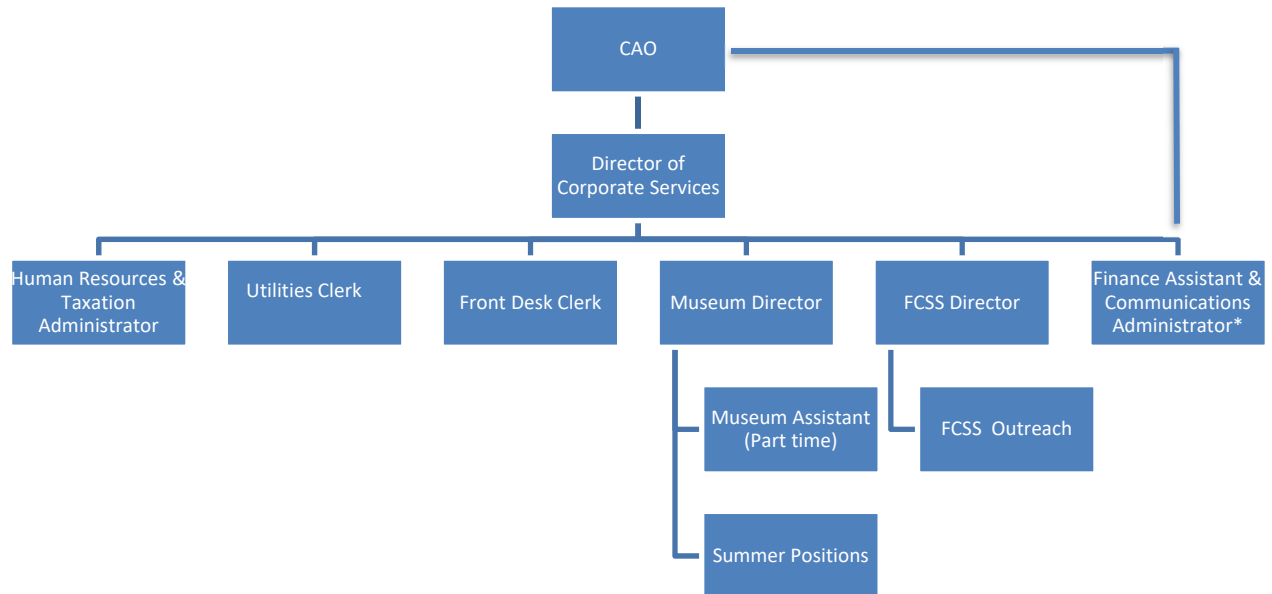 CAO
Director of
Corporate Services
Human Resources &
Taxation
Administrator
Utilities Clerk
Front Desk Clerk
Museum Director
FCSS Director
Finance Assistant &
Communications
Administrator*
Museum Assistant
(Part time)
FCSS  Outreach
Summer Positions